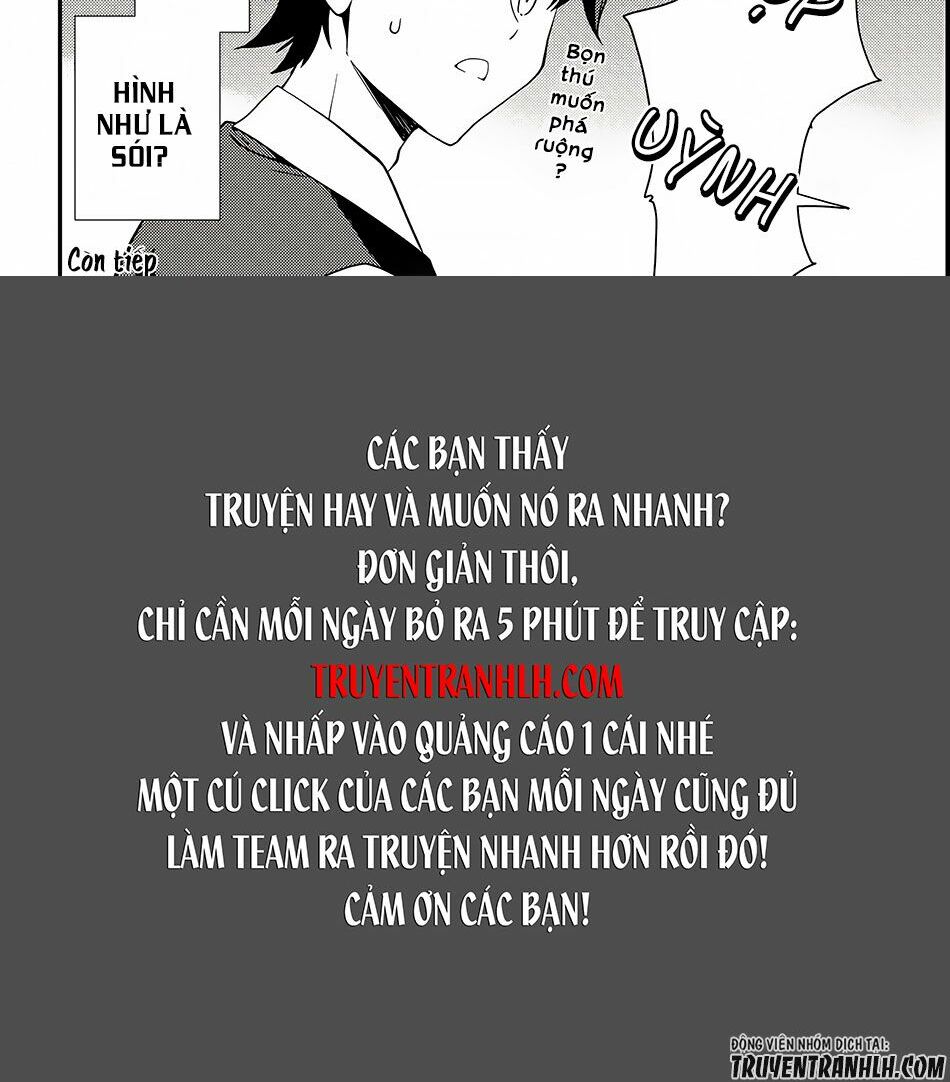 HÌNH
NHƯ LÀ
SÓI?
Bọn
thú
muốn
phá
ruộng
?
UỲNH
Còn tiếp
CÁC BẠN THẤY
TRUYỆN HAY VÀ MUỐN NÓ RA NHANH?
ĐƠN GIẢN THÔI,
CHỈ CẦN MỖI NGÀY BỎ RA 5 PHÚT ĐỂ TRUY CẬP:
TRUYENTRANHLH.COM
VÀ NHẤP VÀO QUẢNG CÁO 1 CÁI NHÉ
MỘT CÚ CLICK CỦA CÁC BẠN MỖI NGÀY CŨNG ĐỦ
LÀM TEAM RA TRUYỆN NHANH HƠN RỒI ĐÓ!
CẢM ƠN CÁC BẠN!
ĐỘNG VIÊN NHÓM DỊCH TẠI:
TRUYENTRANHLH.COM